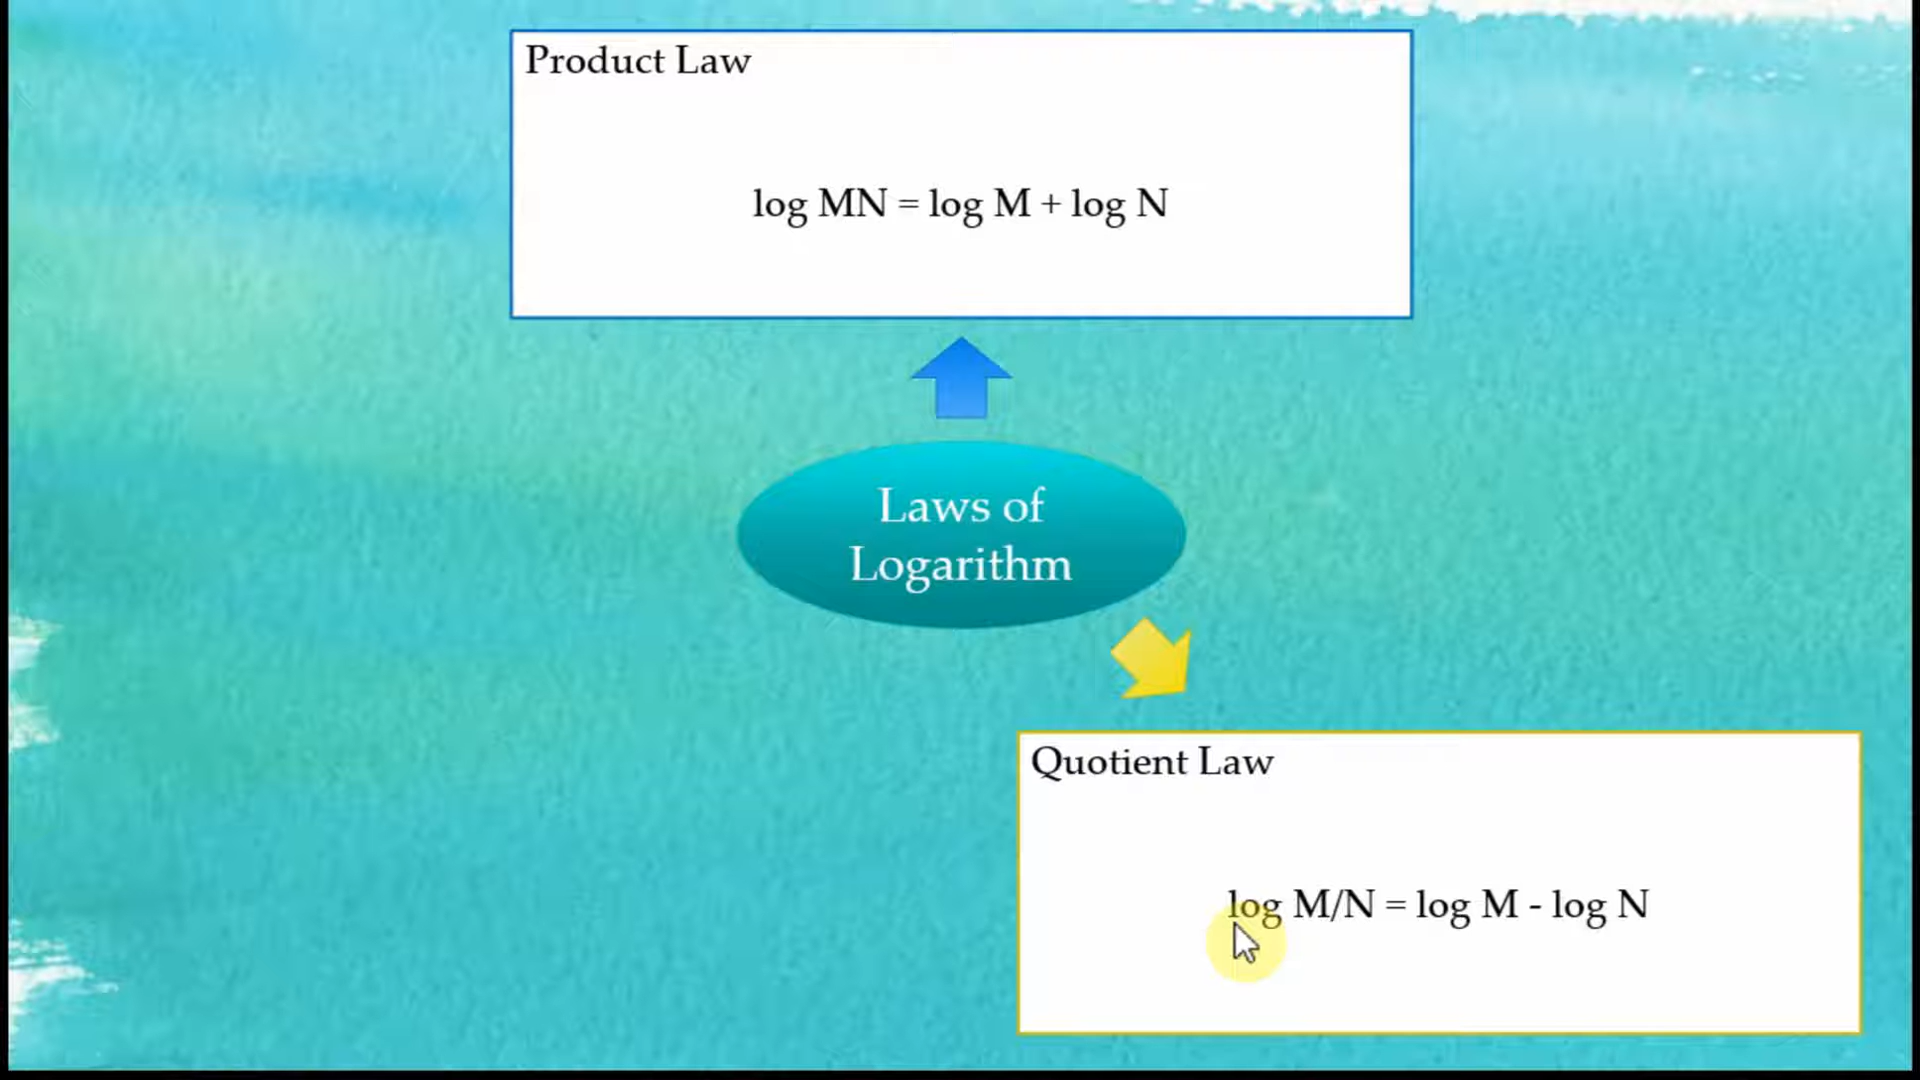 Product Law
log MN = log M + log N
Laws of
Logarithm
Quotient Law
log M/N = log M - log N